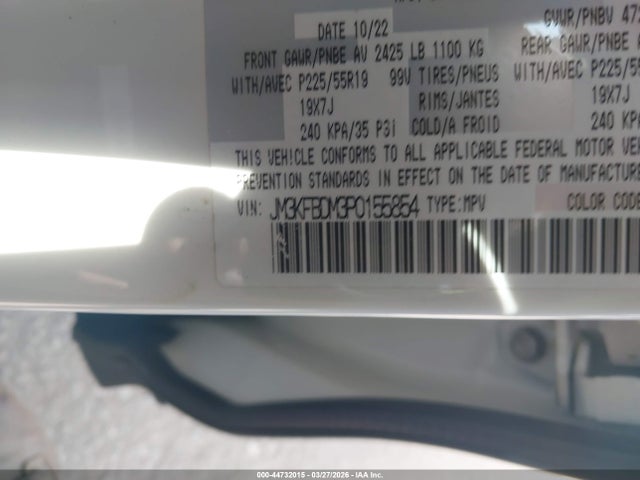 DATE 10/22 GVWR/PNBV 47
FRONT GAWR/PNBE AV 2425 LB 1100 KG REAR GAWR/PNBE A
WITH/AVEC P225/55R19 99V TIRES/PNEUS WITH/AVEC P225/55
19X7J RIMS/JANTES 19X7J
240 KPA/35 PSi COLD/A FROID 240 KPA/
THIS VEHICLE CONFORMS TO ALL APPLICABLE FEDERAL MOTOR VEH
PREVENTION STANDARDS IN EFFECT ON THE DATE OF MANUFACTURE
VIN: JM3KFBDM3P0155854 TYPE:MPV COLOR CODE
000-44732015 - 03/27/2026 - IAA Inc.